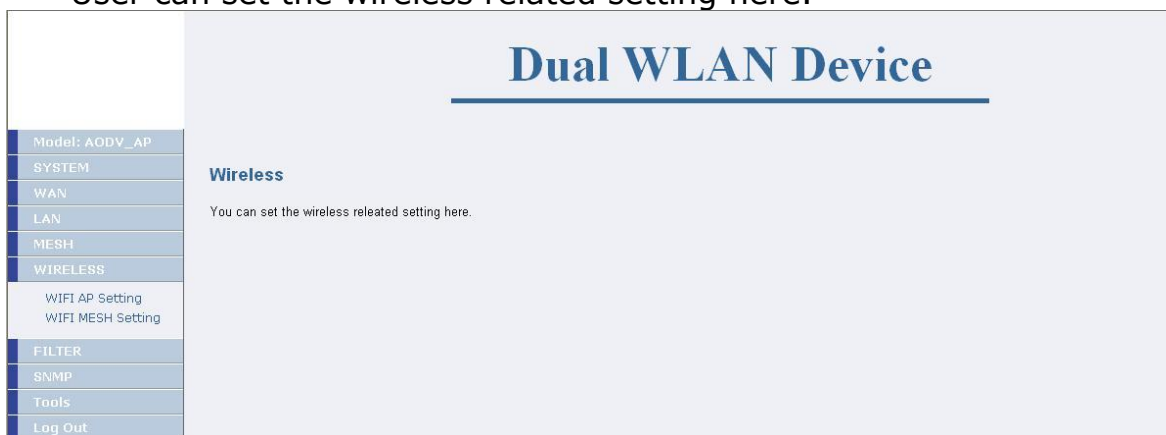 User can set the wireless related setting here.
Dual WLAN Device
Model: AODV_AP
SYSTEM
WAN
LAN
MESH
WIRELESS
WIFI AP Setting
WIFI MESH Setting
FILTER
SNMP
Tools
Log Out
Wireless
You can set the wireless releated setting here.